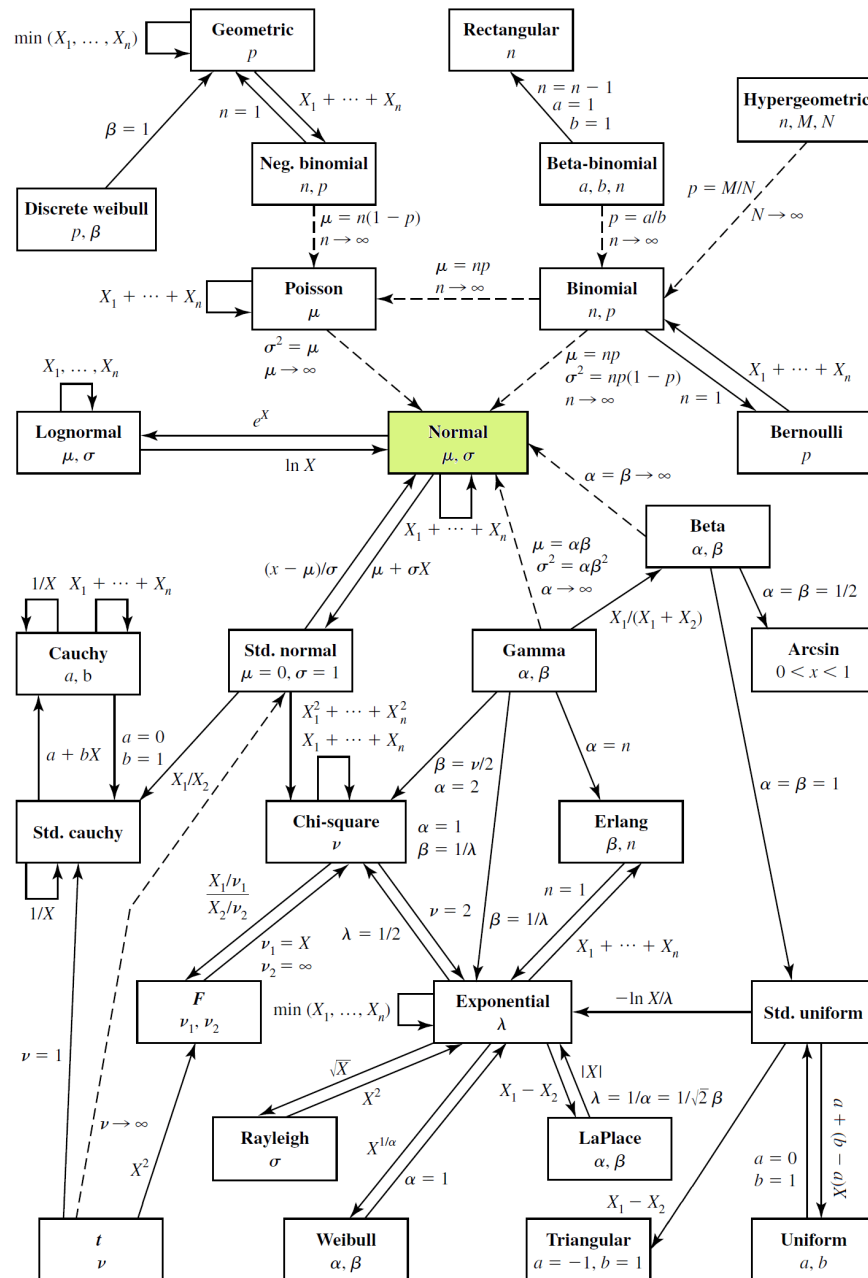 Geometric
p
min (X₁, … , Xₙ)
Rectangular
n
X₁ + ⋯ + Xₙ
n = 1
β = 1
n = n − 1
a = 1
b = 1
Hypergeometric
n, M, N
Neg. binomial
n, p
Beta-binomial
a, b, n
Discrete weibull
p, β
p = M/N
N → ∞
μ = n(1 − p)
n → ∞
p = a/b
n → ∞
X₁ + ⋯ + Xₙ
Poisson
μ
μ = np
n → ∞
Binomial
n, p
σ² = μ
μ → ∞
μ = np
σ² = np(1 − p)
n → ∞
X₁ + ⋯ + Xₙ
n = 1
X₁, … , Xₙ
Lognormal
μ, σ
eˣ
ln X
Normal
μ, σ
Bernoulli
p
X₁ + ⋯ + Xₙ
α = β → ∞
Beta
α, β
(x − μ)/σ
μ + σX
μ = αβ
σ² = αβ²
α → ∞
X₁/(X₁ + X₂)
α = β = 1/2
1/X
X₁ + ⋯ + Xₙ
Cauchy
a, b
Std. normal
μ = 0, σ = 1
Gamma
α, β
Arcsin
0 < x < 1
a + bX
a = 0
b = 1
X₁/X₂
X₁² + ⋯ + Xₙ²
X₁ + ⋯ + Xₙ
β = ν/2
α = 2
α = n
α = β = 1
Std. cauchy
1/X
Chi-square
ν
α = 1
β = 1/λ
Erlang
β, n
X₁/ν₁
X₂/ν₂
ν₁ = X
ν₂ = ∞
λ = 1/2
ν = 2
β = 1/λ
n = 1
X₁ + ⋯ + Xₙ
F
ν₁, ν₂
min (X₁, …, Xₙ)
Exponential
λ
−ln X/λ
Std. uniform
ν = 1
ν → ∞
X²
√X
X²
X₁ − X₂
|X|
λ = 1/α = 1/√2 β
Rayleigh
σ
X^{1/α}
α = 1
LaPlace
α, β
X₁ − X₂
a = 0
b = 1
a + (b − a)X
t
ν
Weibull
α, β
Triangular
a = −1, b = 1
Uniform
a, b